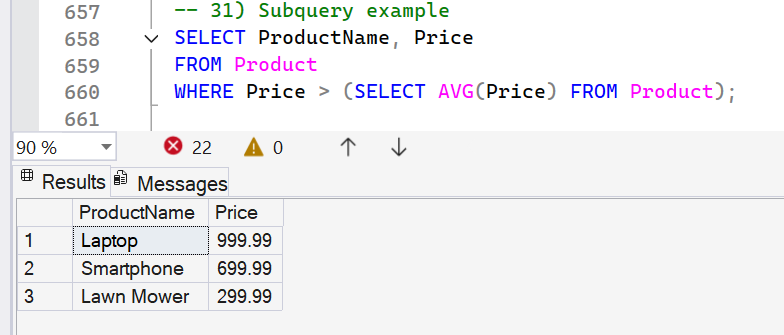 657 -- 31) Subquery example
658 SELECT ProductName, Price
659 FROM Product
660 WHERE Price > (SELECT AVG(Price) FROM Product);
661
90 % 22 0
Results Messages
ProductName Price
1 Laptop 999.99
2 Smartphone 699.99
3 Lawn Mower 299.99